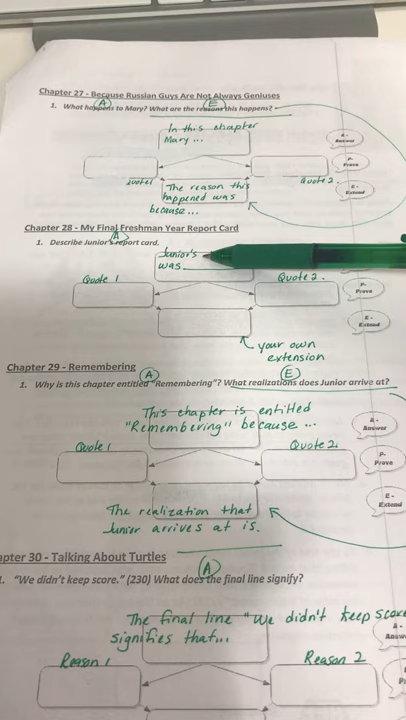 Chapter 27 - Because Russian Guys Are Not Always Geniuses
A E
1. What happens to Mary? What are the reasons this happens?
In this chapter
Mary ...
A -
Answer
P-
Prove
Quote 1
Quote 2.
E -
Extend
The reason this
happened was
because ...
Chapter 28 - My Final Freshman Year Report Card
A
1. Describe Junior's report card.
Junior's
was
Quote 1
Quote 2.
P-
Prove
E -
Extend
your own
extension
Chapter 29 - Remembering
A E
1. Why is this chapter entitled "Remembering"? What realizations does Junior arrive at?
This chapter is entitled
"Remembering" because ...
A -
Answer
Quote 1
Quote 2.
P-
Prove
E -
Extend
The realization that
Junior arrives at is.
apter 30 - Talking About Turtles
A
1. "We didn't keep score." (230) What does the final line signify?
The final line "We didn't keep score
signifies that...
A -
Answ
Reason 1
Reason 2